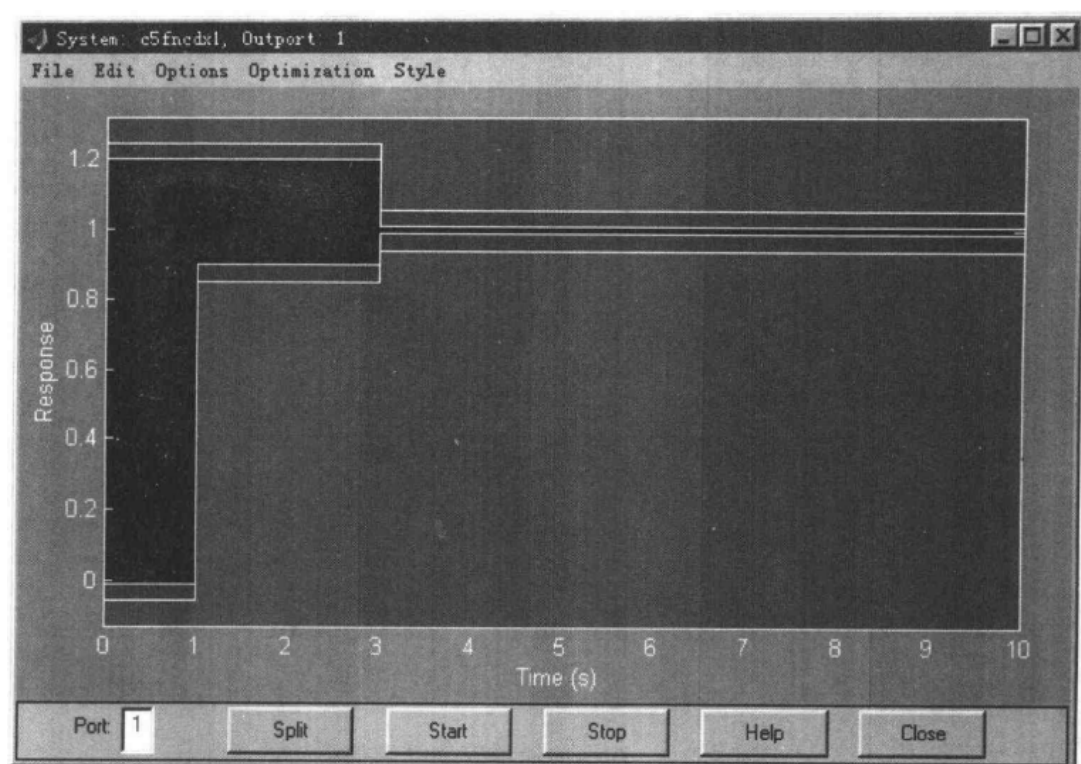 System: c5fncdx1, Outport: 1
File Edit Options Optimization Style
1.2
1
0.8
0.6
0.4
0.2
0
Response
0 1 2 3 4 5 6 7 8 9 10
Time (s)
Port: 1 Split Start Stop Help Close